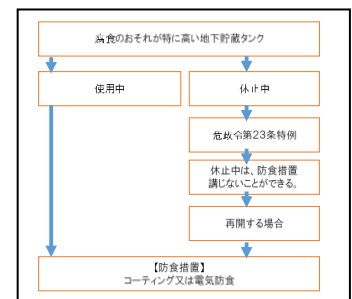 腐食のおそれが特に高い地下貯蔵タンク
使用中
休止中
危政令第23条特例
休止中は、防食措置
講じないことができる。
再開する場合
【防食措置】
コーティング又は電気防食